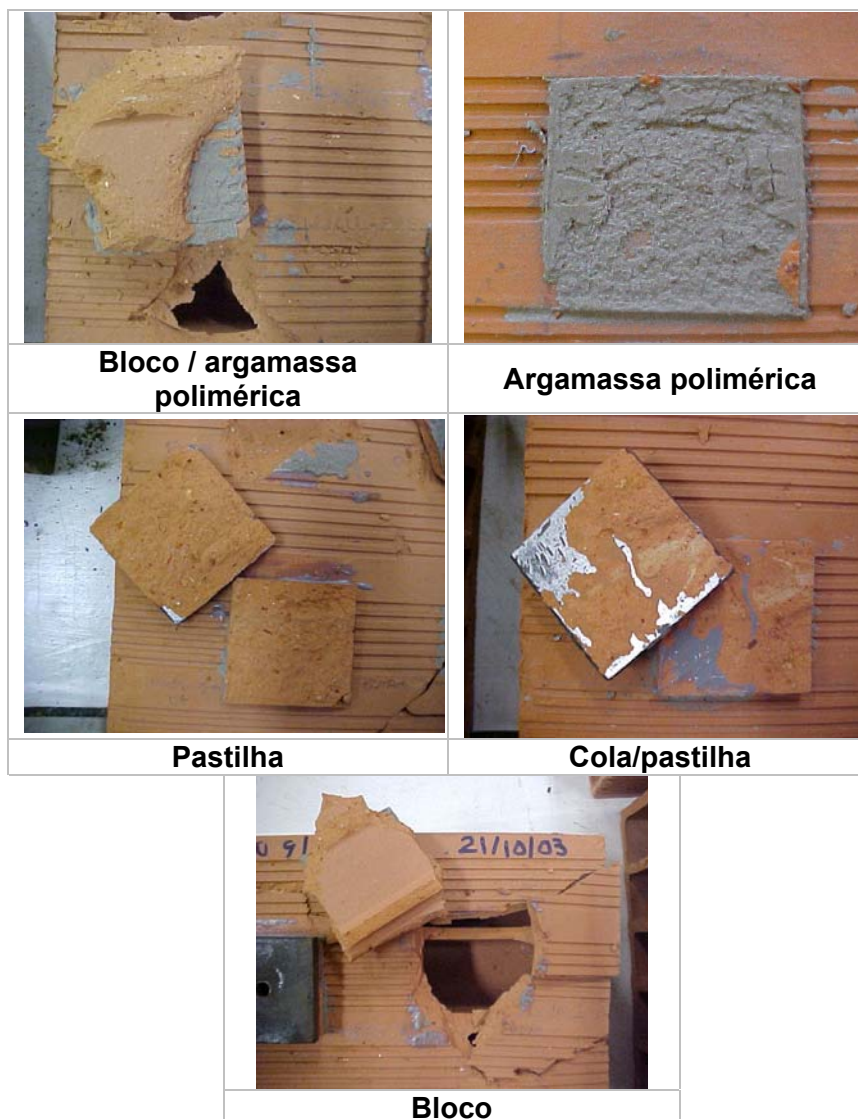 Bloco / argamassa
polimérica
Argamassa polimérica
Pastilha
Cola/pastilha
21/10/03
Bloco